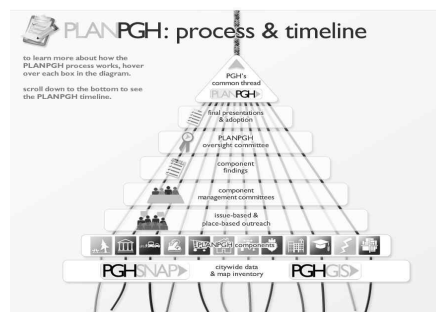 PLANPGH: process & timeline
to learn more about how the
PLANPGH process works, hover
over each box in the diagram.
scroll down to the bottom to see
the PLANPGH timeline.
PGH's
common thread
PLANPGH
final presentations
& adoption
PLANPGH
oversight committee
component
findings
component
management committees
issue-based &
place-based outreach
PLANPGH components
PGHSNAP
citywide data
& map inventory
PGHGIS